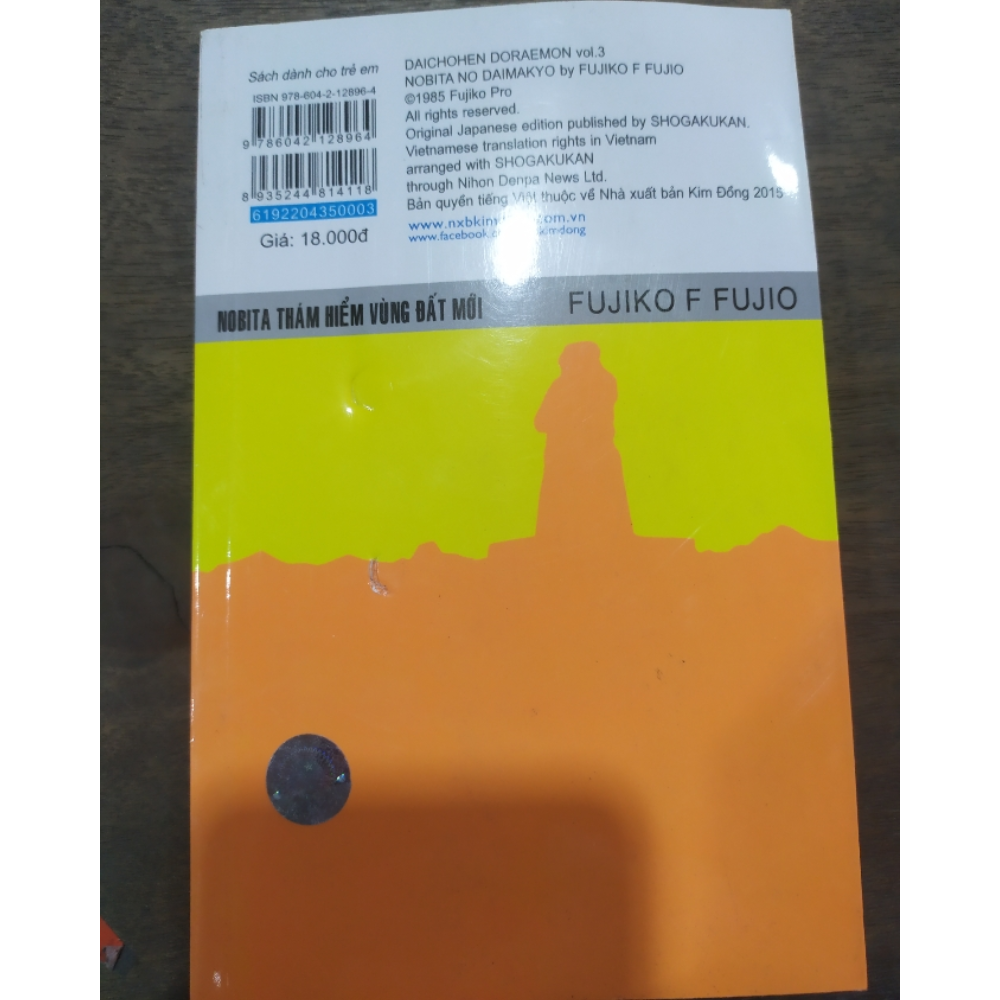 Sách dành cho trẻ em
ISBN 978-604-2-12896-4
9 786042 128964
8 935244 814118
6192204350003
Giá: 18.000đ
DAICHOHEN DORAEMON vol.3
NOBITA NO DAIMAKYO by FUJIKO F FUJIO
©1985 Fujiko Pro
All rights reserved.
Original Japanese edition published by SHOGAKUKAN.
Vietnamese translation rights in Vietnam
arranged with SHOGAKUKAN
through Nihon Denpa News Ltd.
Bản quyền tiếng Việt thuộc về Nhà xuất bản Kim Đồng 2015
NOBITA THÁM HIỂM VÙNG ĐẤT MỚI
FUJIKO F FUJIO